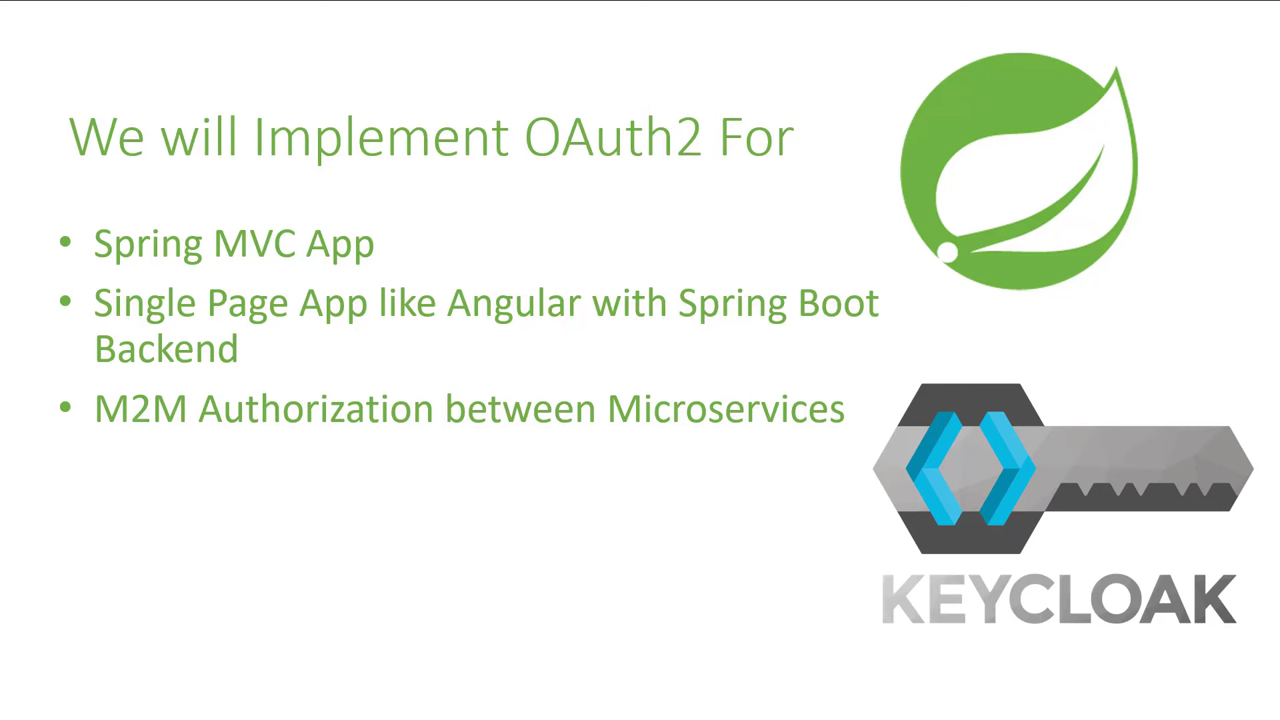 We will Implement OAuth2 For
• Spring MVC App
• Single Page App like Angular with Spring Boot
Backend
• M2M Authorization between Microservices
KEYCLOAK